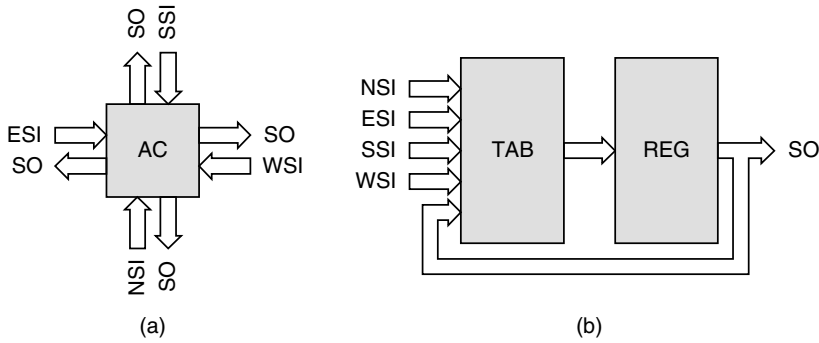 SO
SSI
ESI
SO
AC
SO
WSI
NSI
SO
(a)
NSI
ESI
SSI
WSI
TAB
REG
SO
(b)